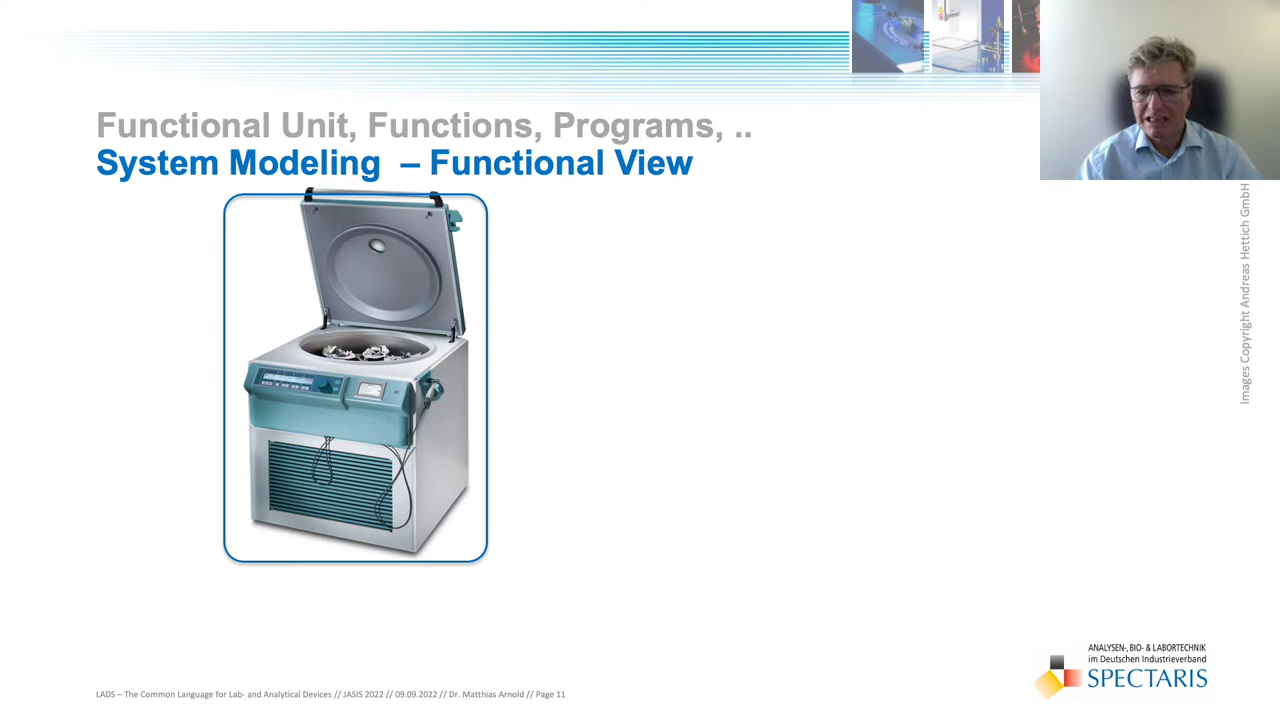 Functional Unit, Functions, Programs, ..
System Modeling – Functional View
Images Copyright Andreas Hettich GmbH
ANALYSEN-, BIO- & LABORTECHNIK
im Deutschen Industrieverband
SPECTARIS
LADS – The Common Language for Lab- and Analytical Devices // JASIS 2022 // 09.09.2022 // Dr. Matthias Arnold // Page 11